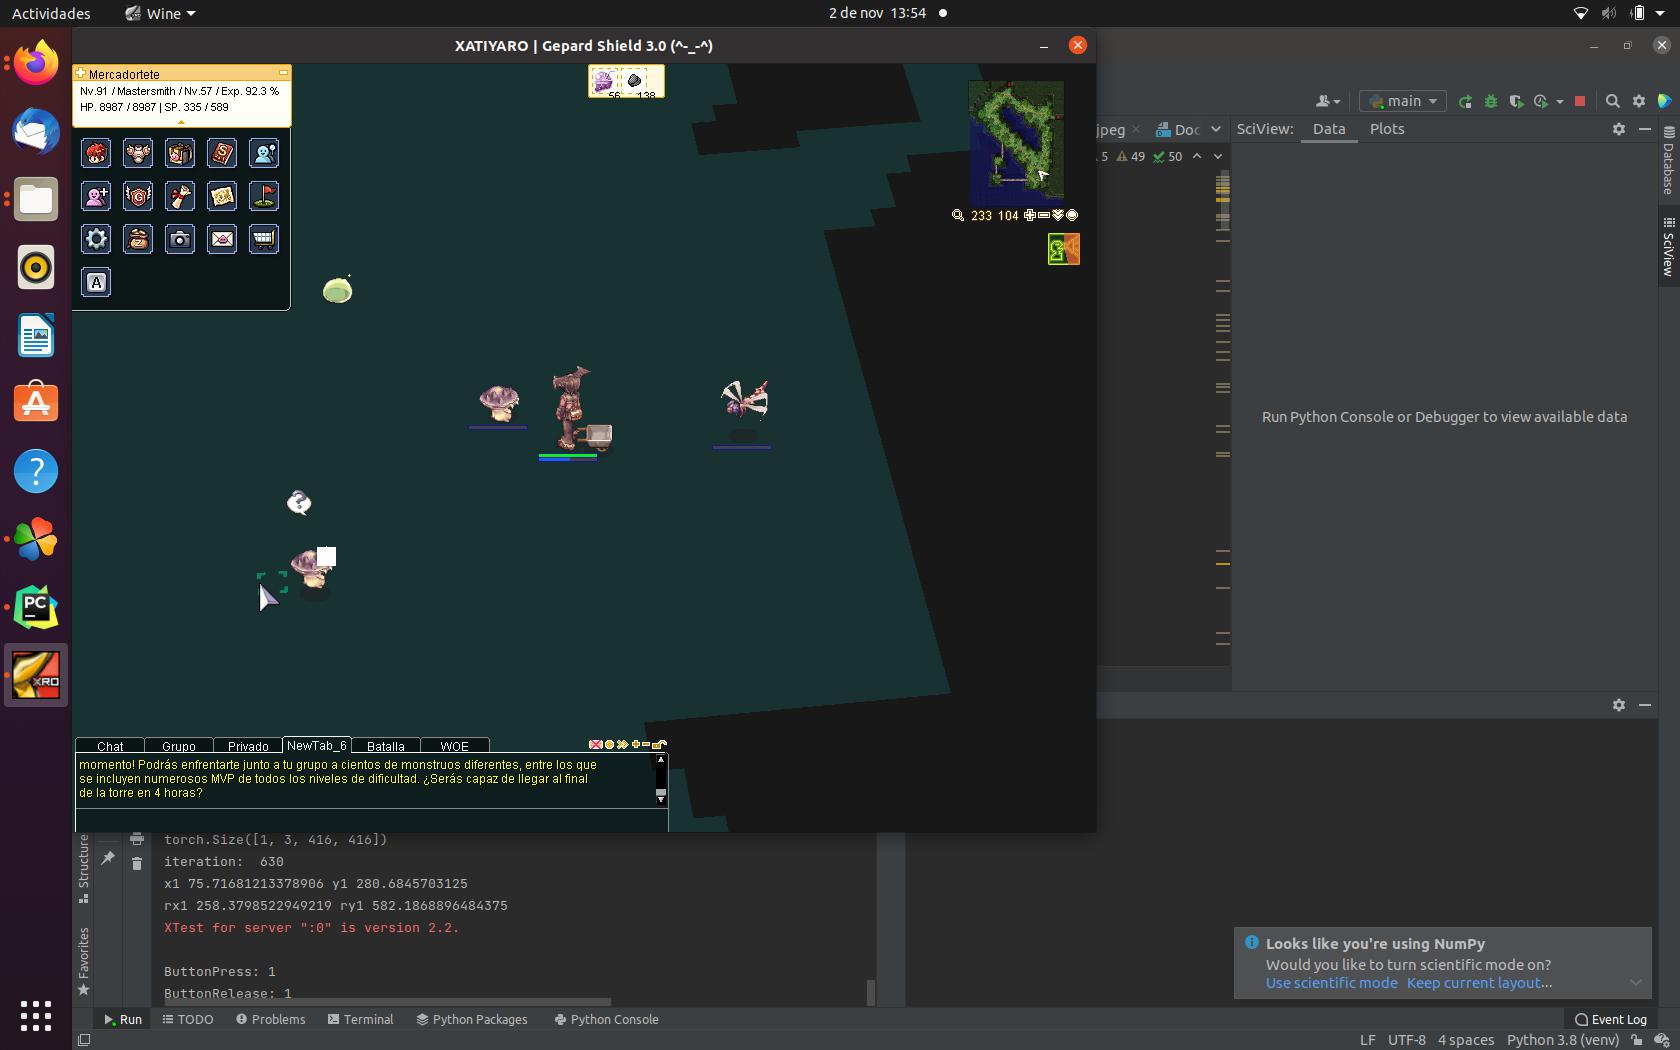 Actividades
Wine
2 de nov 13:54
XATIYARO | Gepard Shield 3.0 (^-_-^)
Mercadortete
Nv.91 / Mastersmith / Nv.57 / Exp. 92.3 %
HP. 8987 / 8987 | SP. 335 / 589
56 138
233 104
A
?
main
jpeg
Doc
SciView:
Data
Plots
5 49 50
Database
SciView
Run Python Console or Debugger to view available data
PC
XRO
Chat
Grupo
Privado
NewTab_6
Batalla
WOE
momento! Podrás enfrentarte junto a tu grupo a cientos de monstruos diferentes, entre los que
se incluyen numerosos MVP de todos los niveles de dificultad. ¿Serás capaz de llegar al final
de la torre en 4 horas?
Structure
Favorites
torch.Size([1, 3, 416, 416])
iteration: 630
x1 75.71681213378906 y1 280.6845703125
rx1 258.3798522949219 ry1 582.1868896484375
XTest for server ":0" is version 2.2.
ButtonPress: 1
ButtonRelease: 1
Looks like you're using NumPy
Would you like to turn scientific mode on?
Use scientific mode Keep current layout...
Run
TODO
Problems
Terminal
Python Packages
Python Console
Event Log
LF UTF-8 4 spaces Python 3.8 (venv)